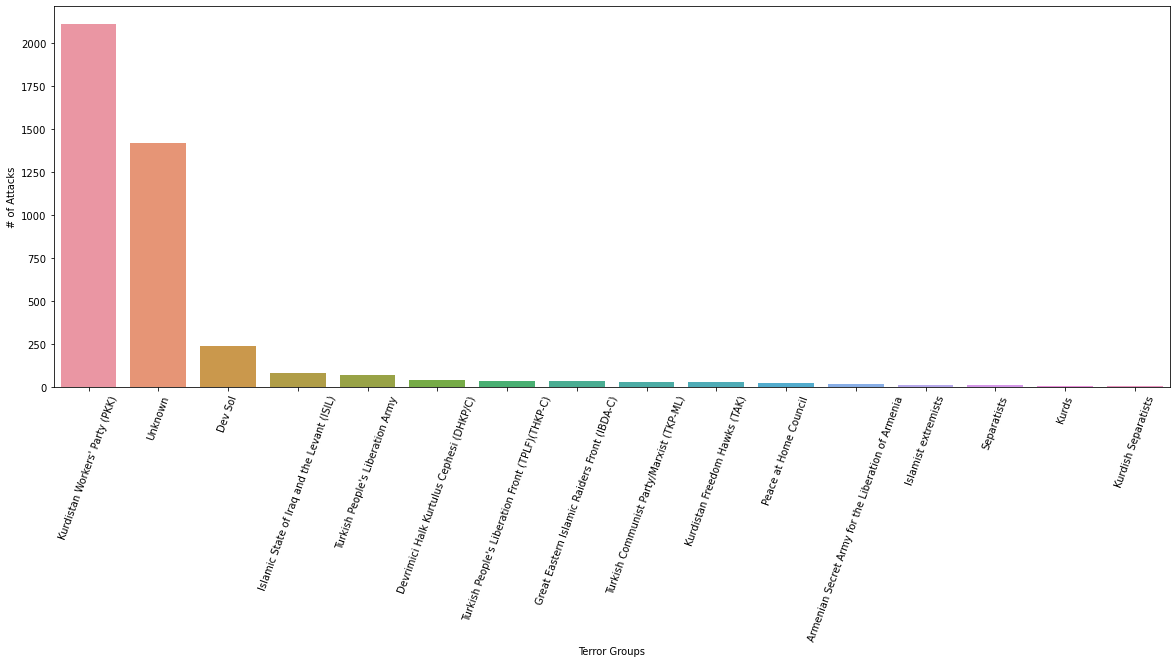 2000
1750
1500
1250
1000
750
500
250
0
# of Attacks
Kurdistan Workers' Party (PKK)
Unknown
Dev Sol
Islamic State of Iraq and the Levant (ISIL)
Turkish People's Liberation Army
Devrimici Halk Kurtulus Cephesi (DHKP/C)
Turkish People's Liberation Front (TPLF)(THKP-C)
Great Eastern Islamic Raiders Front (IBDA-C)
Turkish Communist Party/Marxist (TKP-ML)
Kurdistan Freedom Hawks (TAK)
Peace at Home Council
Armenian Secret Army for the Liberation of Armenia
Islamist extremists
Separatists
Kurds
Kurdish Separatists
Terror Groups